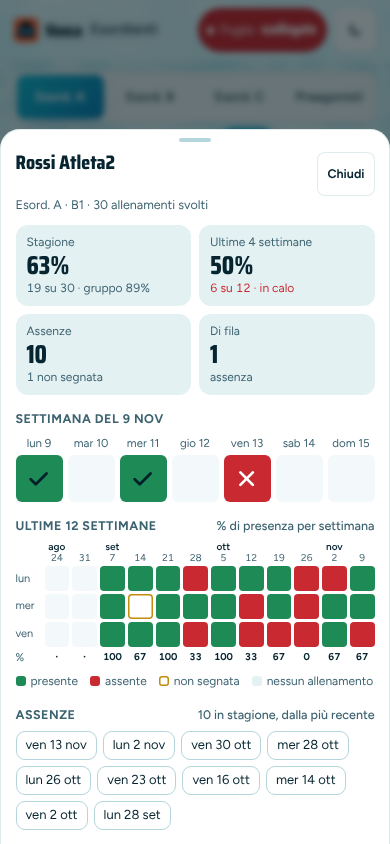 Esordienti
Esord. A Esord. B Esord. C Preagonisti
Rossi Atleta2
Chiudi
Esord. A · B1 · 30 allenamenti svolti
Stagione
63%
19 su 30 · gruppo 89%
Ultime 4 settimane
50%
6 su 12 · in calo
Assenze
10
1 non segnata
Di fila
1
assenza
SETTIMANA DEL 9 NOV
lun 9 mar 10 mer 11 gio 12 ven 13 sab 14 dom 15
ULTIME 12 SETTIMANE % di presenza per settimana
ago set ott nov
24 31 7 14 21 28 5 12 19 26 2 9
lun
mer
ven
% · · 100 67 100 33 100 33 67 0 67 67
presente assente non segnata nessun allenamento
ASSENZE 10 in stagione, dalla più recente
ven 13 nov lun 2 nov ven 30 ott mer 28 ott
lun 26 ott ven 23 ott ven 16 ott mer 14 ott
ven 2 ott lun 28 set